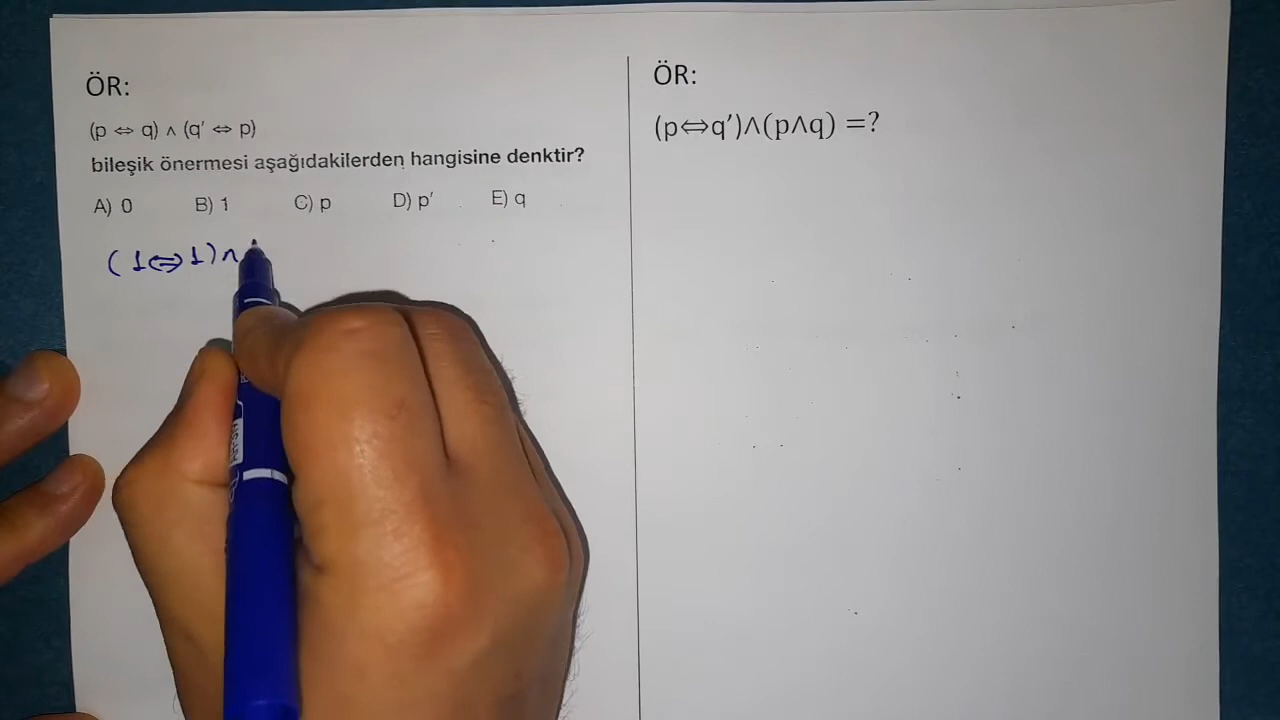 ÖR:
(p ⇔ q) ∧ (q′ ⇔ p)
bileşik önermesi aşağıdakilerden hangisine denktir?
A) 0 B) 1 C) p D) p′ E) q
(1⇔1)∧
ÖR:
(p⇔q′)∧(p∧q) =?